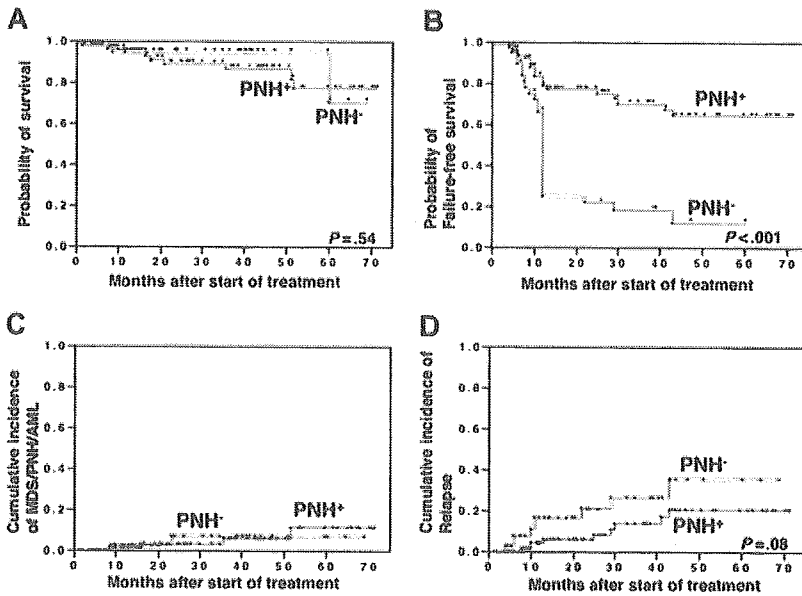 A
Probability of survival
1.0
0.8
0.6
0.4
0.2
0.0
PNH+
PNH-
P=.54
0 10 20 30 40 50 60 70
Months after start of treatment
B
Probability of
Failure-free survival
1.0
0.8
0.6
0.4
0.2
0.0
PNH+
PNH-
P<.001
0 10 20 30 40 50 60 70
Months after start of treatment
C
Cumulative incidence
of MDS/PNH/AML
1.0
0.8
0.6
0.4
0.2
0.0
PNH-
PNH+
0 10 20 30 40 50 60 70
Months after start of treatment
D
Cumulative incidence of
Relapse
1.0
0.8
0.6
0.4
0.2
0.0
PNH-
PNH+
P=.08
0 10 20 30 40 50 60 70
Months after start of treatment